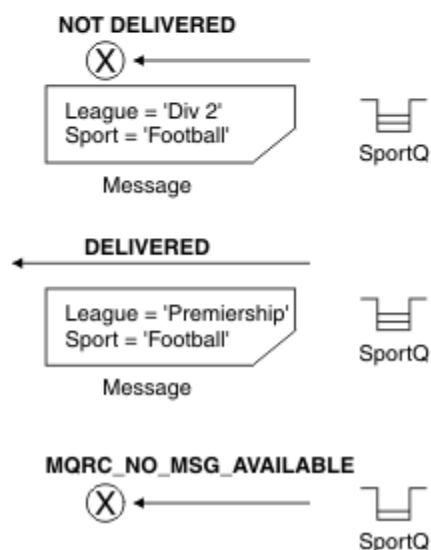 NOT DELIVERED
X
League = 'Div 2'
Sport = 'Football'
SportQ
Message
DELIVERED
League = 'Premiership'
Sport = 'Football'
SportQ
Message
MQRC_NO_MSG_AVAILABLE
X
SportQ